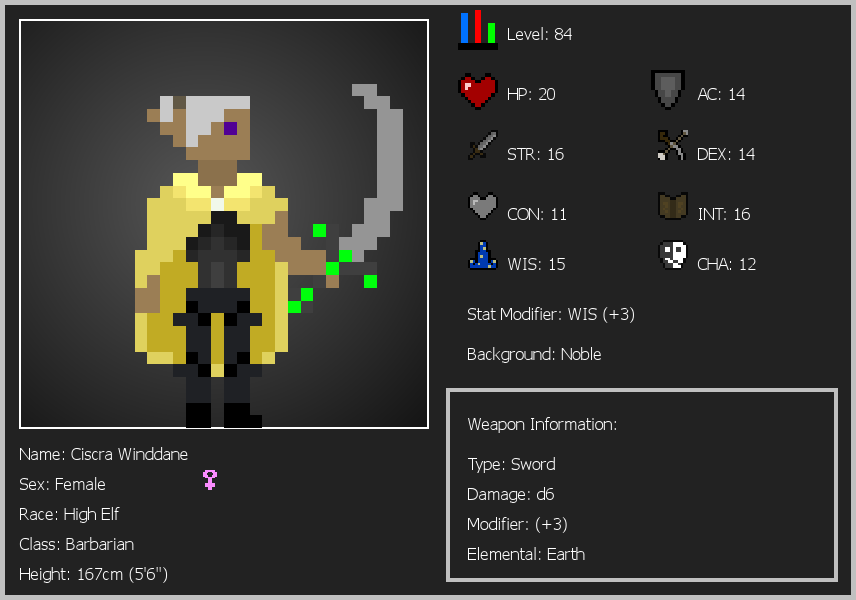 Level: 84
HP: 20
AC: 14
STR: 16
DEX: 14
CON: 11
INT: 16
WIS: 15
CHA: 12
Stat Modifier: WIS (+3)
Background: Noble
Weapon Information:
Type: Sword
Damage: d6
Modifier: (+3)
Elemental: Earth
Name: Ciscra Winddane
Sex: Female
Race: High Elf
Class: Barbarian
Height: 167cm (5'6")